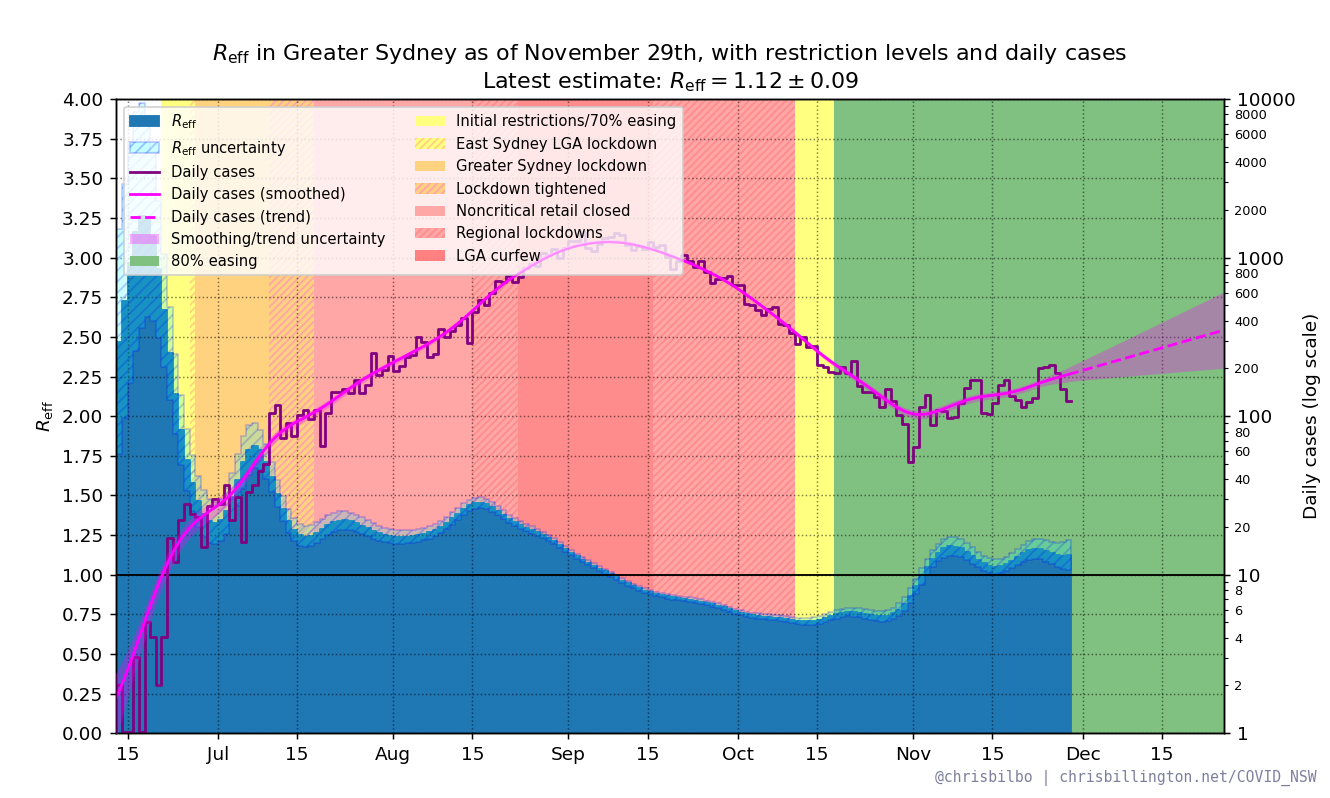 R_eff in Greater Sydney as of November 29th, with restriction levels and daily cases
Latest estimate: R_eff = 1.12 ± 0.09
R_eff
R_eff uncertainty
Daily cases
Daily cases (smoothed)
Daily cases (trend)
Smoothing/trend uncertainty
80% easing
Initial restrictions/70% easing
East Sydney LGA lockdown
Greater Sydney lockdown
Lockdown tightened
Noncritical retail closed
Regional lockdowns
LGA curfew
R_eff
4.00
3.75
3.50
3.25
3.00
2.75
2.50
2.25
2.00
1.75
1.50
1.25
1.00
0.75
0.50
0.25
0.00
15 Jul 15 Aug 15 Sep 15 Oct 15 Nov 15 Dec 15
10000
8000
6000
4000
2000
1000
800
600
400
200
100
80
60
40
20
10
8
6
4
2
1
Daily cases (log scale)
@chrisbilbo | chrisbillington.net/COVID_NSW